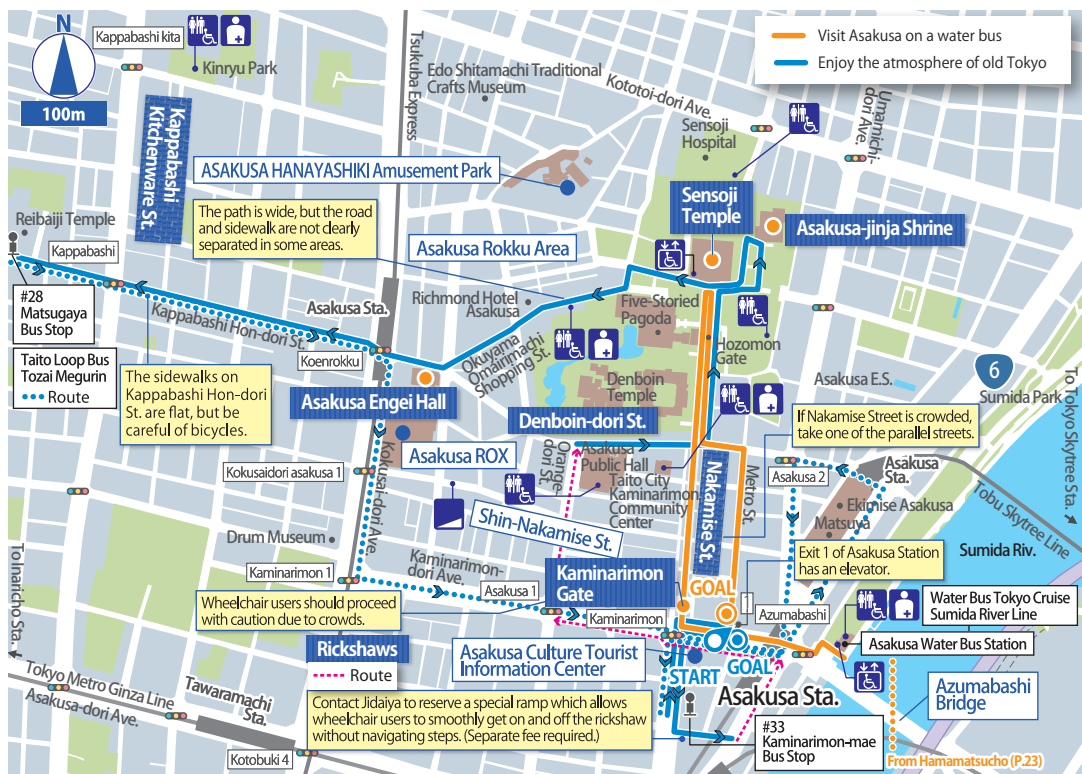 N
100m
Kappabashi kita
Kinryu Park
Tsukuba Express
Edo Shitamachi Traditional
Crafts Museum
Kototoi-dori Ave.
Visit Asakusa on a water bus
Enjoy the atmosphere of old Tokyo
Umamichi-
dori Ave.
Sensoji
Hospital
Kappabashi
Kitchenware St.
ASAKUSA HANAYASHIKI Amusement Park
Sensoji
Temple
Asakusa-jinja Shrine
Reibaiji Temple
Kappabashi
The path is wide, but the road
and sidewalk are not clearly
separated in some areas.
Asakusa Rokku Area
#28
Matsugaya
Bus Stop
Kappabashi Hon-dori St.
Asakusa Sta.
Richmond Hotel
Asakusa
Five-Storied
Pagoda
Hozomon
Gate
Koenrokku
Okuyama
Omairimachi
Shopping St.
Taito Loop Bus
Tozai Megurin
Route
The sidewalks on
Kappabashi Hon-dori
St. are flat, but be
careful of bicycles.
Asakusa Engei Hall
Denboin
Temple
Denboin-dori St.
Asakusa E.S.
6
Sumida Park
To Tokyo Skytree Sta.
If Nakamise Street is crowded,
take one of the parallel streets.
Asakusa ROX
Kokusaidori asakusa 1
Kokusai-dori Ave.
Orange-
dori St.
Asakusa
Public Hall
Taito City
Kaminarimon
Community
Center
Nakamise St.
Metro St.
Asakusa 2
Asakusa
Sta.
Tobu Skytree Line
Ekimise Asakusa
Matsuya
Shin-Nakamise St.
Drum Museum
Exit 1 of Asakusa Station
has an elevator.
Sumida Riv.
Kaminarimon 1
Kaminarimon-
dori Ave.
Asakusa 1
Kaminarimon
Gate
GOAL
Azumabashi
Water Bus Tokyo Cruise
Sumida River Line
Asakusa Water Bus Station
To Inaricho Sta.
Wheelchair users should proceed
with caution due to crowds.
Kaminarimon
Rickshaws
Route
Asakusa Culture Tourist
Information Center
START
GOAL
Asakusa Sta.
Azumabashi
Bridge
Tokyo Metro Ginza Line
Asakusa-dori Ave.
Tawaramachi
Sta.
Contact Jidaiya to reserve a special ramp which allows
wheelchair users to smoothly get on and off the rickshaw
without navigating steps. (Separate fee required.)
#33
Kaminarimon-mae
Bus Stop
Kotobuki 4
From Hamamatsucho (P.23)